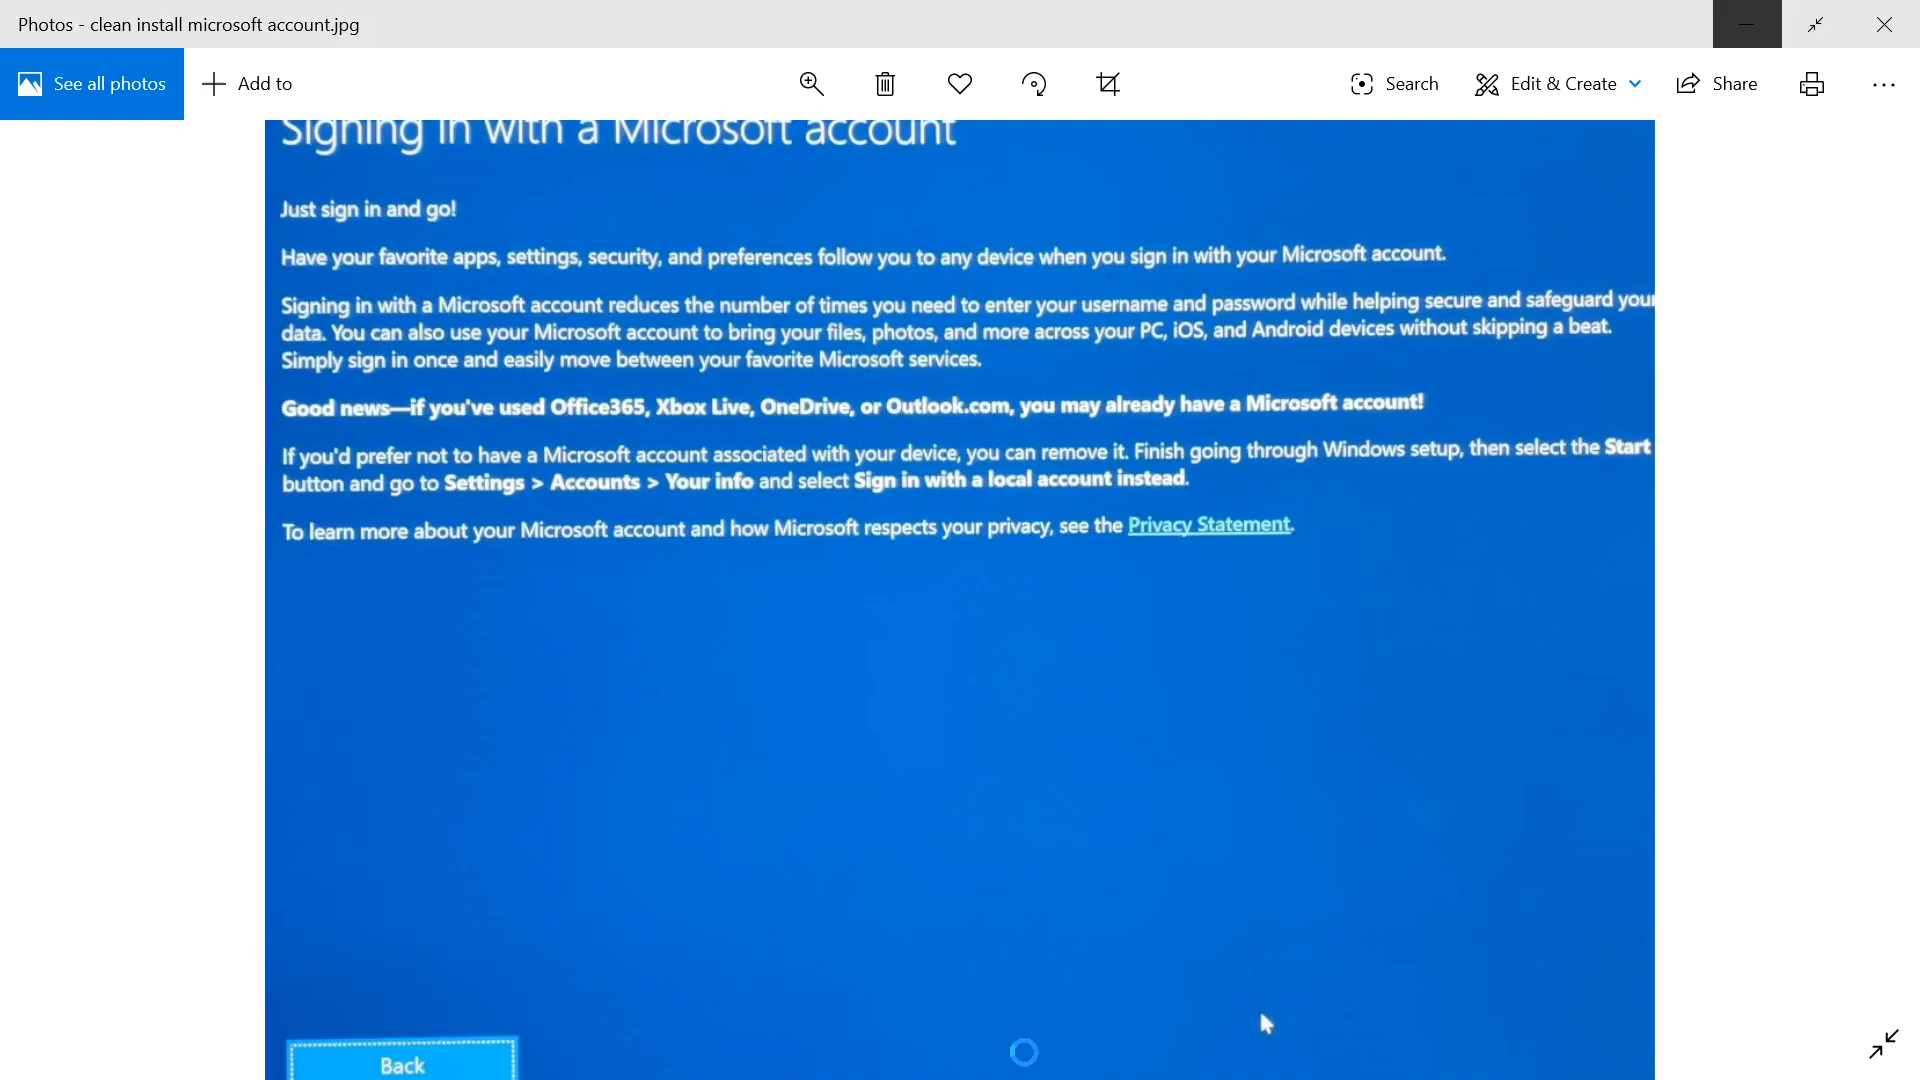 Photos - clean install microsoft account.jpg
See all photos
Add to
Search
Edit & Create
Share
Signing in with a Microsoft account
Just sign in and go!
Have your favorite apps, settings, security, and preferences follow you to any device when you sign in with your Microsoft account.
Signing in with a Microsoft account reduces the number of times you need to enter your username and password while helping secure and safeguard your
data. You can also use your Microsoft account to bring your files, photos, and more across your PC, iOS, and Android devices without skipping a beat.
Simply sign in once and easily move between your favorite Microsoft services.
Good news—if you've used Office365, Xbox Live, OneDrive, or Outlook.com, you may already have a Microsoft account!
If you'd prefer not to have a Microsoft account associated with your device, you can remove it. Finish going through Windows setup, then select the Start
button and go to Settings > Accounts > Your info and select Sign in with a local account instead.
To learn more about your Microsoft account and how Microsoft respects your privacy, see the Privacy Statement.
Back